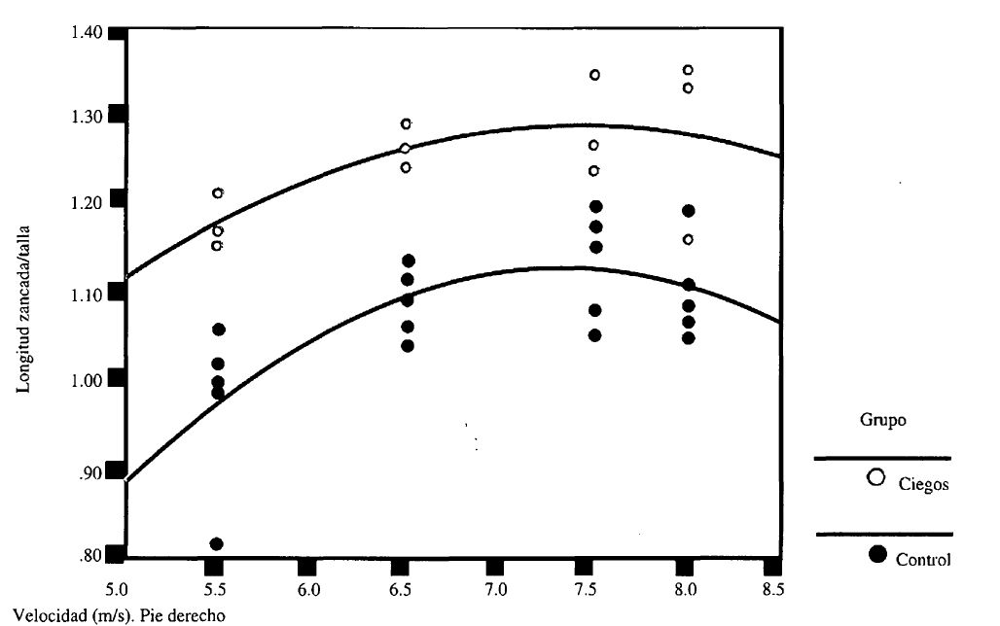 1.40
1.30
1.20
1.10
1.00
.90
.80
Longitud zancada/talla
5.0 5.5 6.0 6.5 7.0 7.5 8.0 8.5
Velocidad (m/s). Pie derecho
Grupo
Ciegos
Control